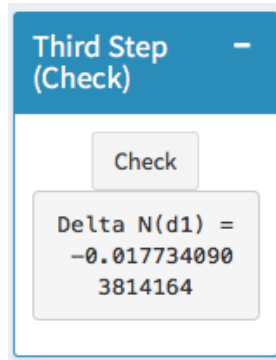 Third Step −
(Check)
Check
Delta N(d1) =
-0.017734090
3814164